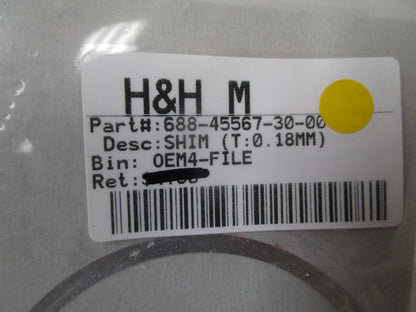 H&H M
Part#:688-45567-30-00
Desc:SHIM (T:0.18MM)
Bin: OEM4-FILE
Ret: